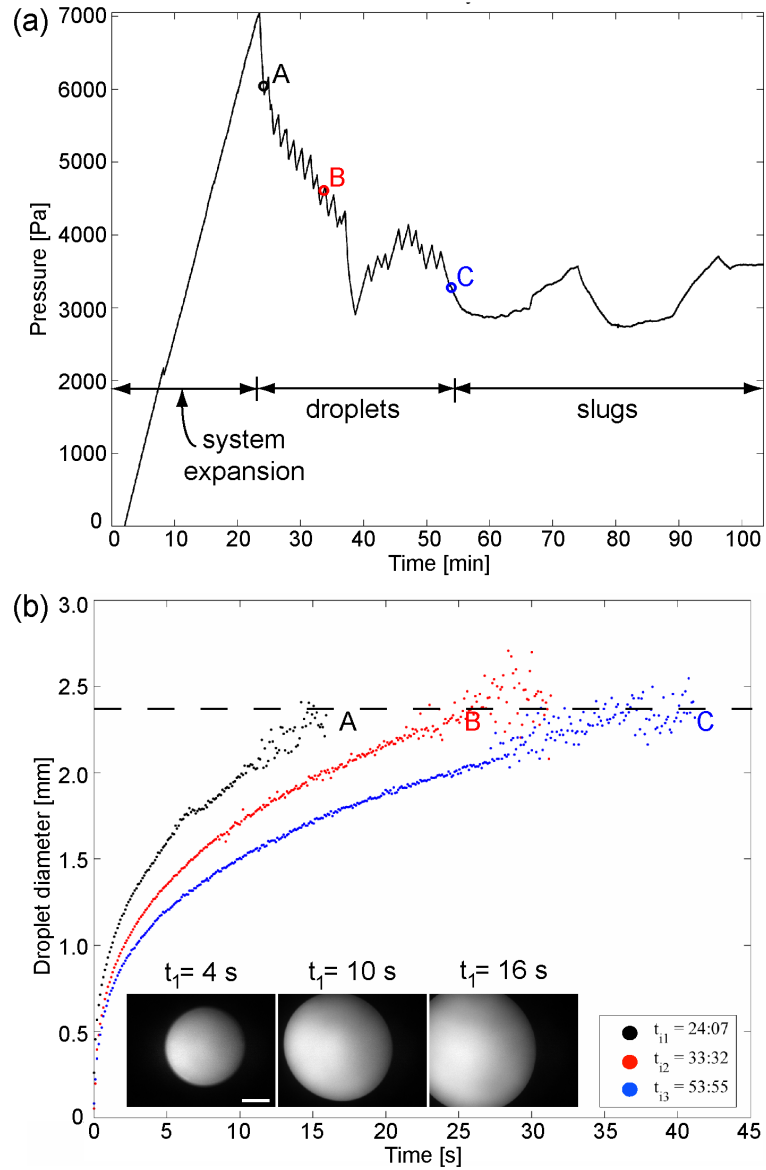 (a)
7000
6000
5000
4000
3000
2000
1000
0
Pressure [Pa]
A
B
C
droplets
slugs
system
expansion
0 10 20 30 40 50 60 70 80 90 100
Time [min]
(b)
3.0
2.5
2.0
1.5
1.0
0.5
0
Droplet diameter [mm]
A
B
C
t1= 4 s t1= 10 s t1= 16 s
ti1 = 24:07
ti2 = 33:32
ti3 = 53:55
0 5 10 15 20 25 30 35 40 45
Time [s]